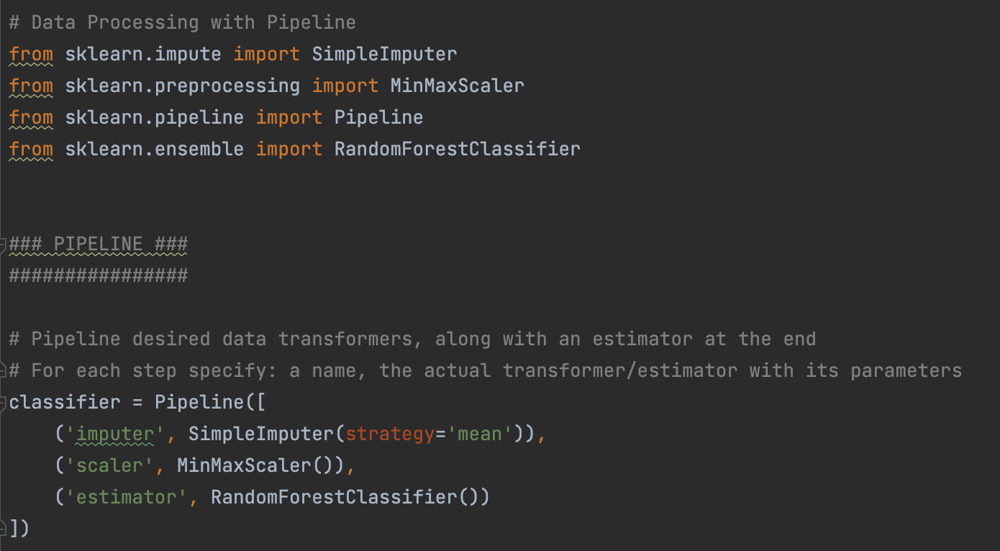 # Data Processing with Pipeline
from sklearn.impute import SimpleImputer
from sklearn.preprocessing import MinMaxScaler
from sklearn.pipeline import Pipeline
from sklearn.ensemble import RandomForestClassifier
### PIPELINE ###
################
# Pipeline desired data transformers, along with an estimator at the end
# For each step specify: a name, the actual transformer/estimator with its parameters
classifier = Pipeline([
    ('imputer', SimpleImputer(strategy='mean')),
    ('scaler', MinMaxScaler()),
    ('estimator', RandomForestClassifier())
])